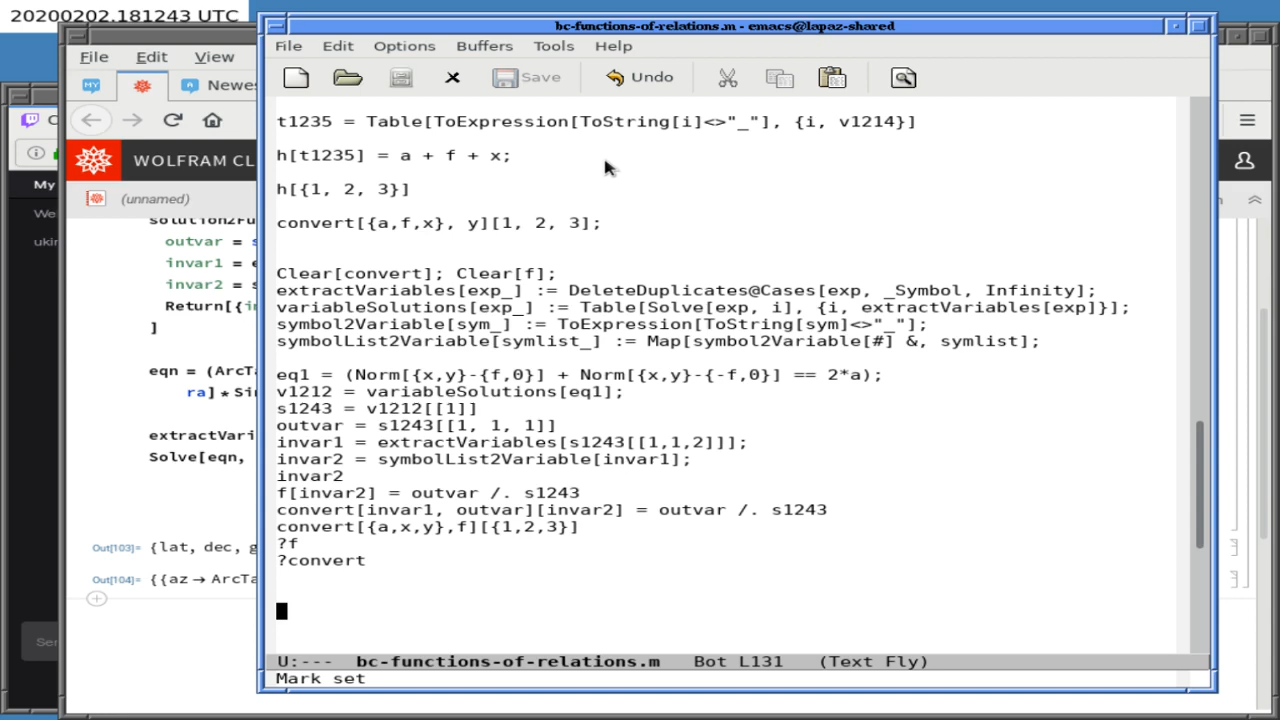 20200202.181243 UTC
bc-functions-of-relations.m - emacs@lapaz-shared
File Edit Options Buffers Tools Help
Save Undo
t1235 = Table[ToExpression[ToString[i]<>"_"], {i, v1214}]
h[t1235] = a + f + x;
h[{1, 2, 3}]
convert[{a,f,x}, y][1, 2, 3];
Clear[convert]; Clear[f];
extractVariables[exp_] := DeleteDuplicates@Cases[exp, _Symbol, Infinity];
variableSolutions[exp_] := Table[Solve[exp, i], {i, extractVariables[exp]}];
symbol2Variable[sym_] := ToExpression[ToString[sym]<>"_"];
symbolList2Variable[symlist_] := Map[symbol2Variable[#] &, symlist];
eq1 = (Norm[{x,y}-{f,0}] + Norm[{x,y}-{-f,0}] == 2*a);
v1212 = variableSolutions[eq1];
s1243 = v1212[[1]]
outvar = s1243[[1, 1, 1]]
invar1 = extractVariables[s1243[[1,1,2]]];
invar2 = symbolList2Variable[invar1];
invar2
f[invar2] = outvar /. s1243
convert[invar1, outvar][invar2] = outvar /. s1243
convert[{a,x,y},f][{1,2,3}]
?f
?convert
U:--- bc-functions-of-relations.m Bot L131 (Text Fly)
Mark set
File Edit View
MY
Newes
WOLFRAM CL
(unnamed)
outvar = s
invar1 = e
invar2 = s
Return[{in
]
eqn = (ArcTa
ra]*Sin
extractVari
Solve[eqn,
Out[103]= {lat, dec, g
Out[104]= {{az → ArcTa
My
We
ukin
Sen